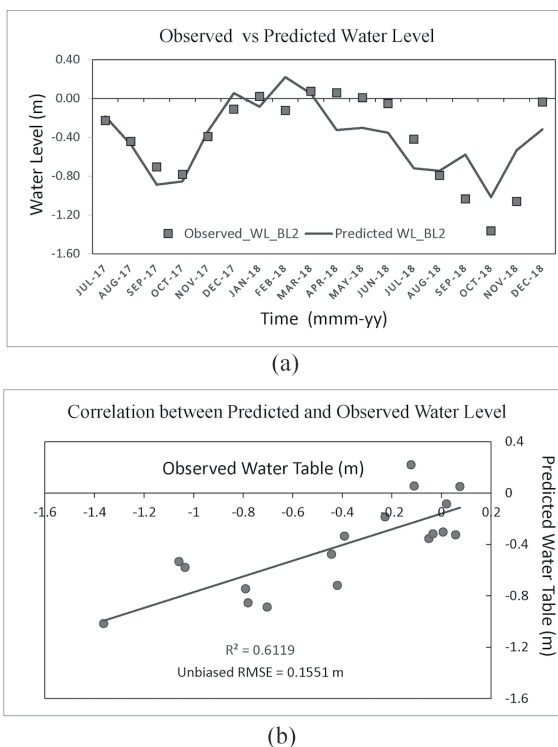 Observed vs Predicted Water Level
0.40
0.00
-0.40
-0.80
-1.20
-1.60
Water Level (m)
Observed_WL_BL2
Predicted WL_BL2
JUL-17
AUG-17
SEP-17
OCT-17
NOV-17
DEC-17
JAN-18
FEB-18
MAR-18
APR-18
MAY-18
JUN-18
JUL-18
AUG-18
SEP-18
OCT-18
NOV-18
DEC-18
Time (mmm-yy)
(a)
Correlation between Predicted and Observed Water Level
Observed Water Table (m)
-1.6
-1.4
-1.2
-1
-0.8
-0.6
-0.4
-0.2
0
0.2
0.4
0
-0.4
-0.8
-1.2
-1.6
Predicted Water Table (m)
R² = 0.6119
Unbiased RMSE = 0.1551 m
(b)